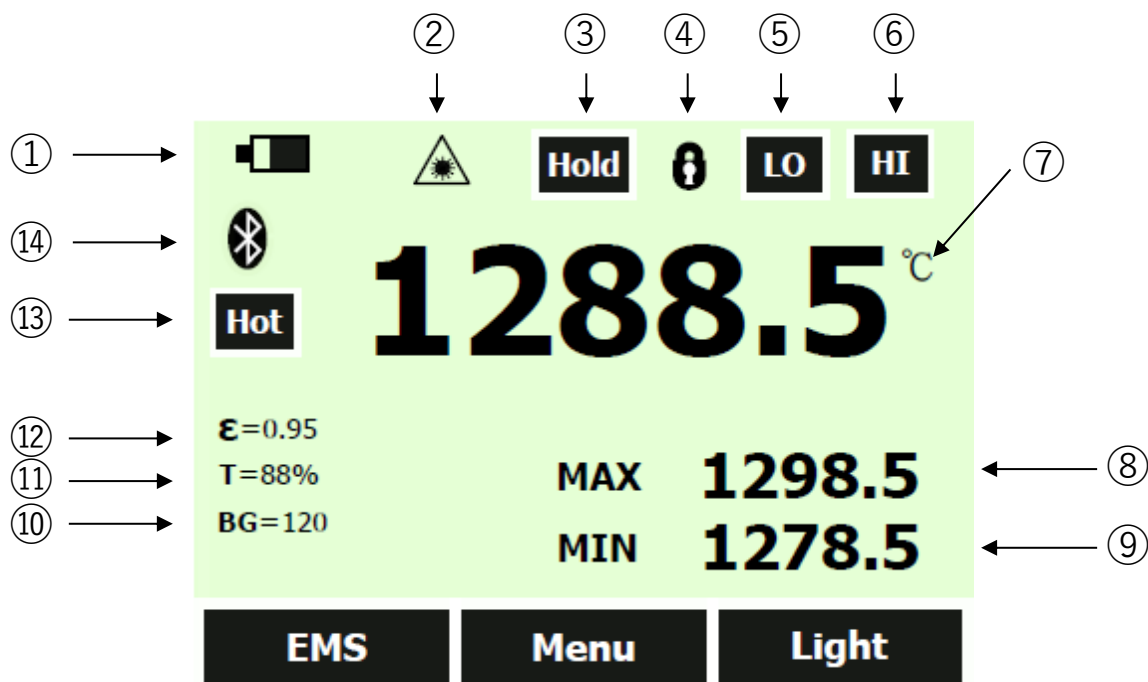 ② ③ ④ ⑤ ⑥
① Hold LO HI ⑦
⑭ 1288.5 ℃
⑬ Hot
⑫ ε=0.95
⑪ T=88% MAX 1298.5 ⑧
⑩ BG=120
MIN 1278.5 ⑨
EMS Menu Light